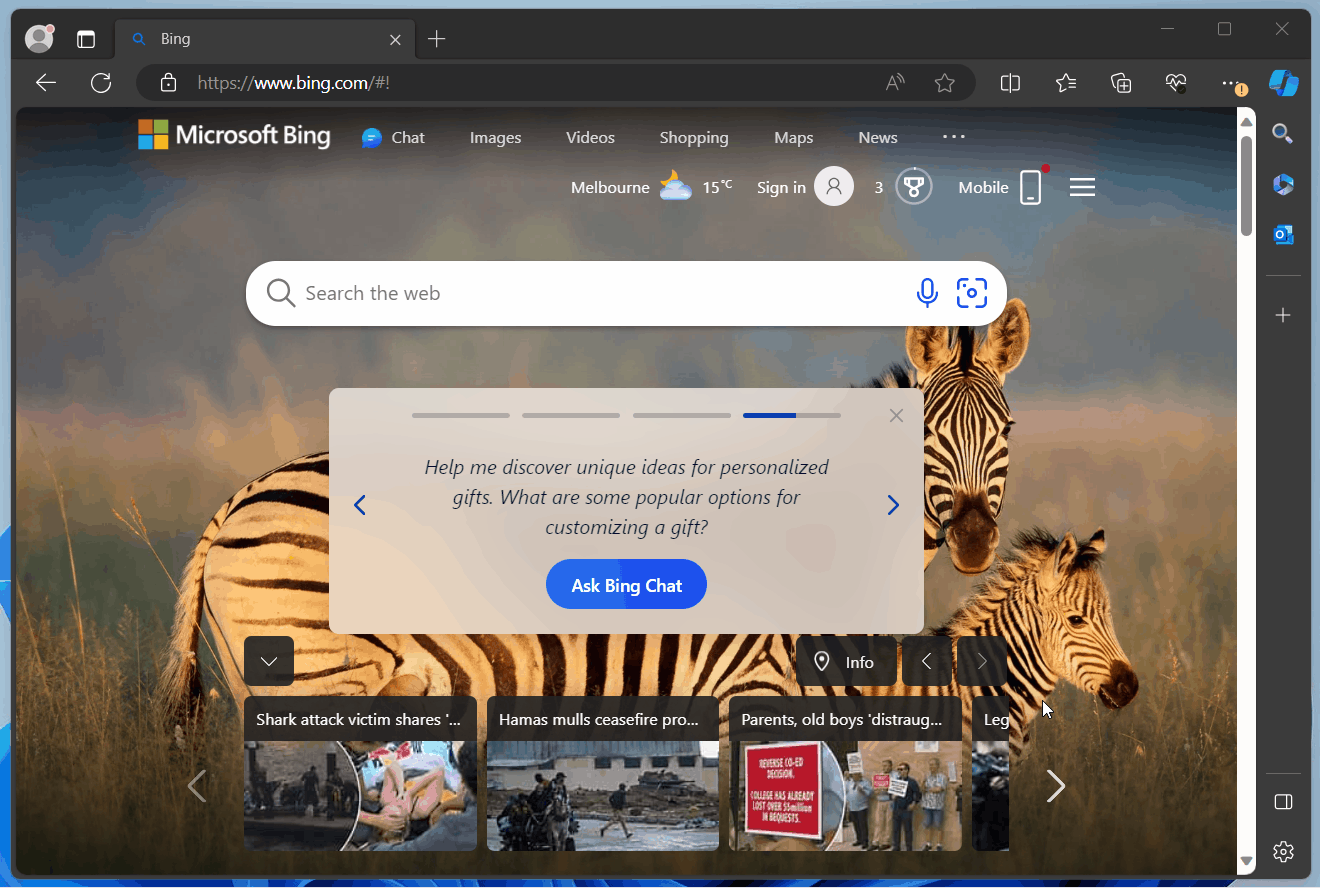 Bing
https://www.bing.com/#!
Microsoft Bing
Chat
Images
Videos
Shopping
Maps
News
Melbourne
15°C
Sign in
3
Mobile
Search the web
Help me discover unique ideas for personalized
gifts. What are some popular options for
customizing a gift?
Ask Bing Chat
Info
Shark attack victim shares '...
Hamas mulls ceasefire pro...
Parents, old boys 'distraug...
Leg
REVERSE CO-ED
DECISION.
COLLEGE HAS ALREADY
LOST OVER $5million
IN BEQUESTS.